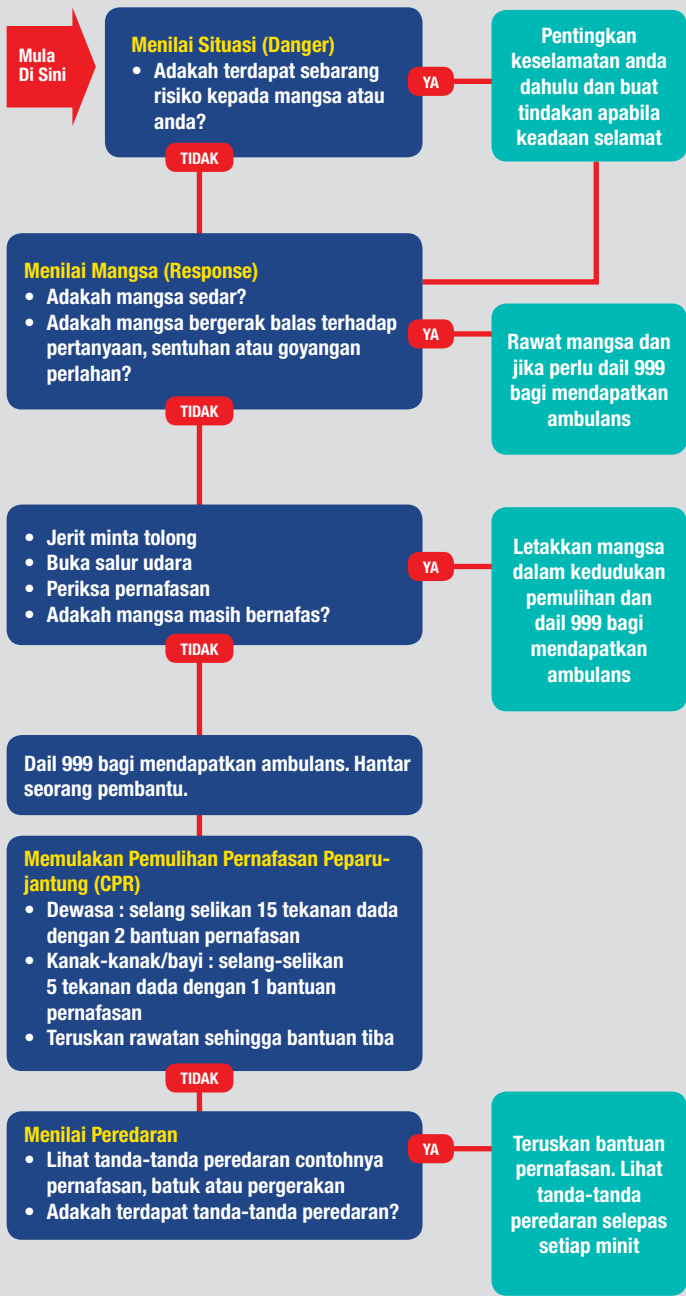 Mula
Di Sini
Menilai Situasi (Danger)
• Adakah terdapat sebarang
risiko kepada mangsa atau
anda?
YA
Pentingkan
keselamatan anda
dahulu dan buat
tindakan apabila
keadaan selamat
TIDAK
Menilai Mangsa (Response)
• Adakah mangsa sedar?
• Adakah mangsa bergerak balas terhadap
pertanyaan, sentuhan atau goyangan
perlahan?
YA
Rawat mangsa dan
jika perlu dail 999
bagi mendapatkan
ambulans
TIDAK
• Jerit minta tolong
• Buka salur udara
• Periksa pernafasan
• Adakah mangsa masih bernafas?
YA
Letakkan mangsa
dalam kedudukan
pemulihan dan
dail 999 bagi
mendapatkan
ambulans
TIDAK
Dail 999 bagi mendapatkan ambulans. Hantar
seorang pembantu.
Memulakan Pemulihan Pernafasan Peparu-
jantung (CPR)
• Dewasa : selang selikan 15 tekanan dada
dengan 2 bantuan pernafasan
• Kanak-kanak/bayi : selang-selikan
5 tekanan dada dengan 1 bantuan
pernafasan
• Teruskan rawatan sehingga bantuan tiba
TIDAK
Menilai Peredaran
• Lihat tanda-tanda peredaran contohnya
pernafasan, batuk atau pergerakan
• Adakah terdapat tanda-tanda peredaran?
YA
Teruskan bantuan
pernafasan. Lihat
tanda-tanda
peredaran selepas
setiap minit